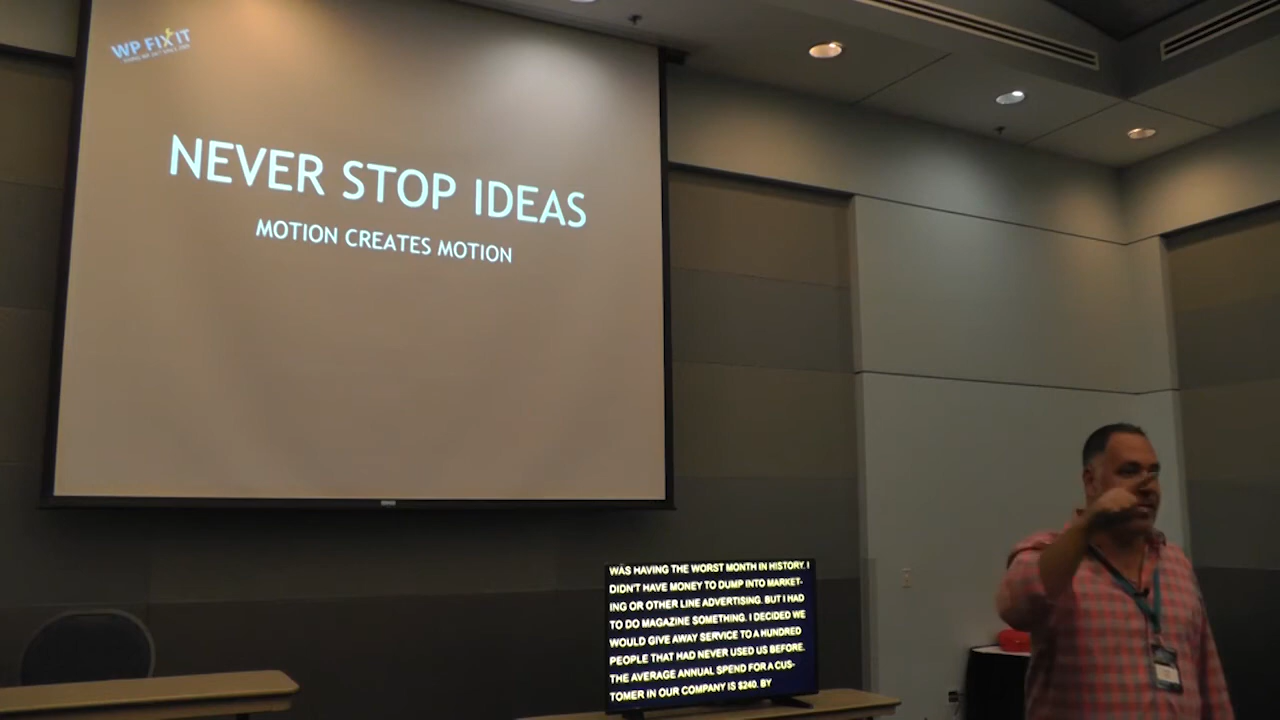 WP FIX IT
NEVER STOP IDEAS
MOTION CREATES MOTION
WAS HAVING THE WORST MONTH IN HISTORY. I
DIDN'T HAVE MONEY TO DUMP INTO MARKET-
ING OR OTHER LINE ADVERTISING. BUT I HAD
TO DO MAGAZINE SOMETHING. I DECIDED WE
WOULD GIVE AWAY SERVICE TO A HUNDRED
PEOPLE THAT HAD NEVER USED US BEFORE.
THE AVERAGE ANNUAL SPEND FOR A CUS-
TOMER IN OUR COMPANY IS $240. BY